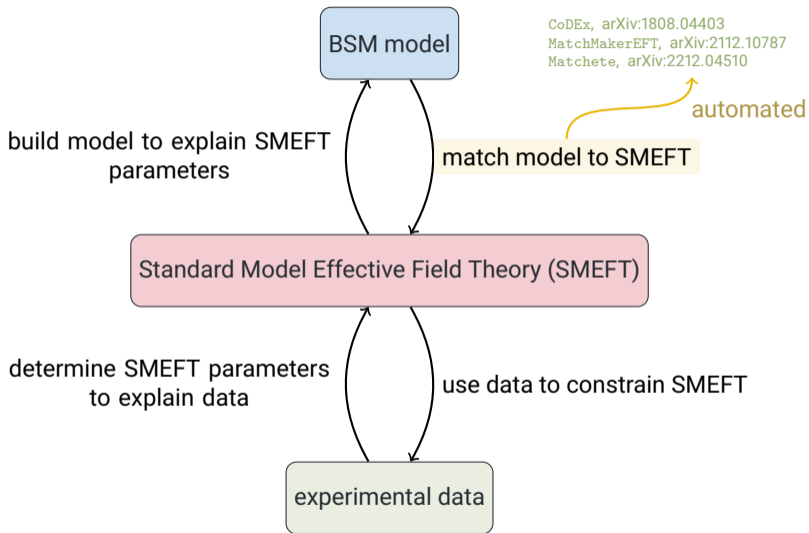 BSM model
CoDEx, arXiv:1808.04403
MatchMakerEFT, arXiv:2112.10787
Matchete, arXiv:2212.04510
automated
build model to explain SMEFT
parameters
match model to SMEFT
Standard Model Effective Field Theory (SMEFT)
determine SMEFT parameters
to explain data
use data to constrain SMEFT
experimental data